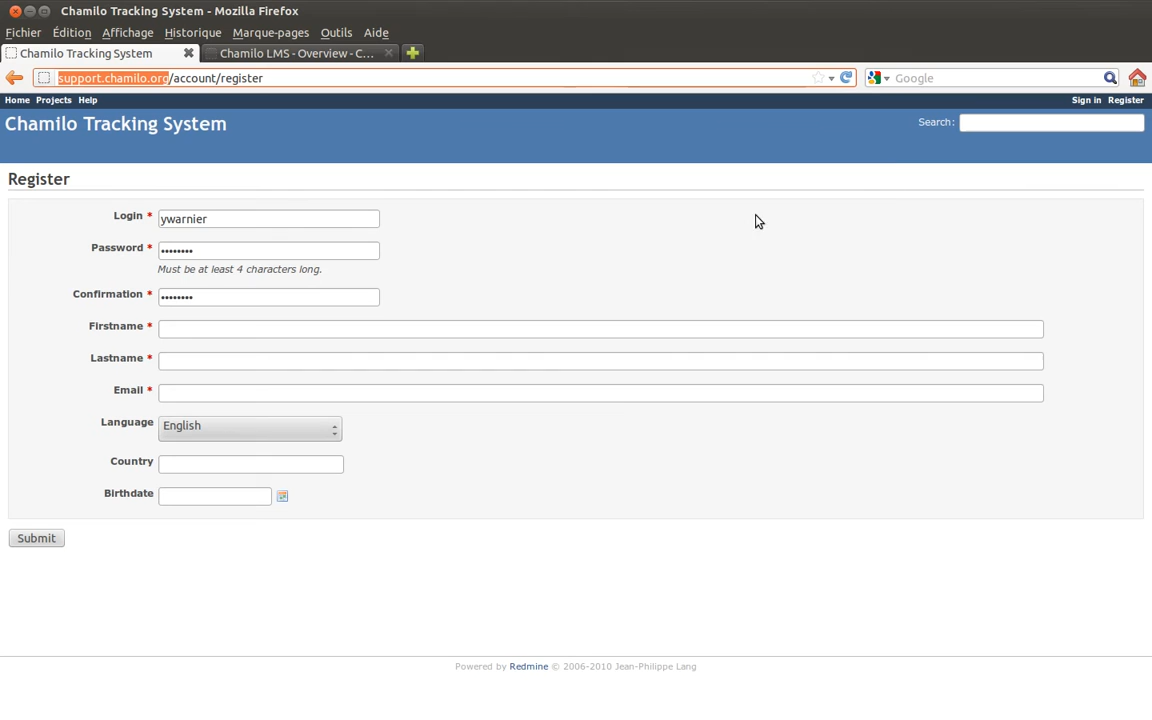 Chamilo Tracking System - Mozilla Firefox
Fichier Édition Affichage Historique Marque-pages Outils Aide
Chamilo Tracking System Chamilo LMS - Overview - C...
support.chamilo.org/account/register Google
Home Projects Help Sign in Register
Chamilo Tracking System Search:
Register
Login * ywarnier
Password * ••••••••
Must be at least 4 characters long.
Confirmation * ••••••••
Firstname *
Lastname *
Email *
Language English
Country
Birthdate
Submit
Powered by Redmine © 2006-2010 Jean-Philippe Lang